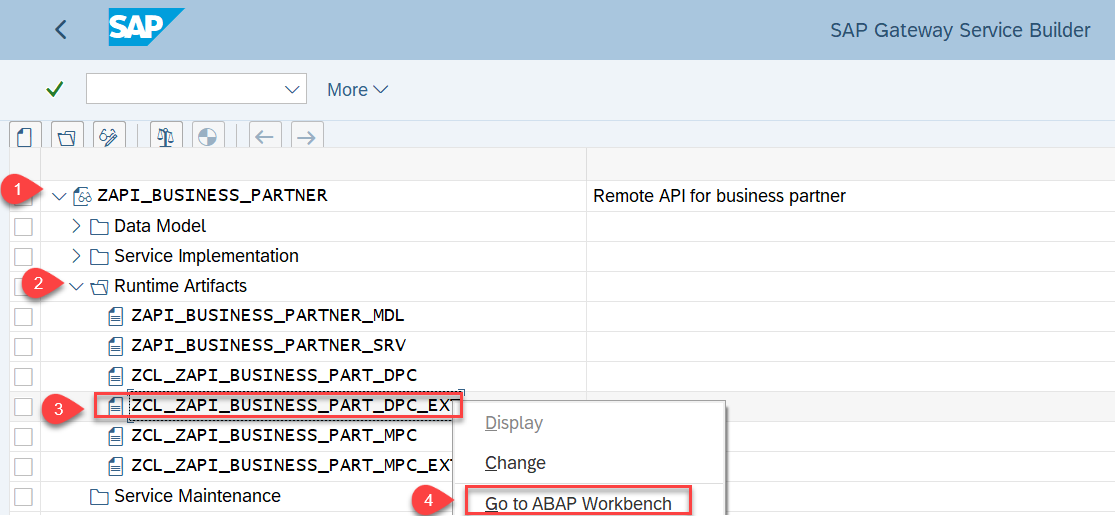 SAP
SAP Gateway Service Builder
More
1
ZAPI_BUSINESS_PARTNER
Remote API for business partner
Data Model
Service Implementation
2
Runtime Artifacts
ZAPI_BUSINESS_PARTNER_MDL
ZAPI_BUSINESS_PARTNER_SRV
ZCL_ZAPI_BUSINESS_PART_DPC
3
ZCL_ZAPI_BUSINESS_PART_DPC_EXT
Display
ZCL_ZAPI_BUSINESS_PART_MPC
Change
ZCL_ZAPI_BUSINESS_PART_MPC_EXT
Service Maintenance
4
Go to ABAP Workbench